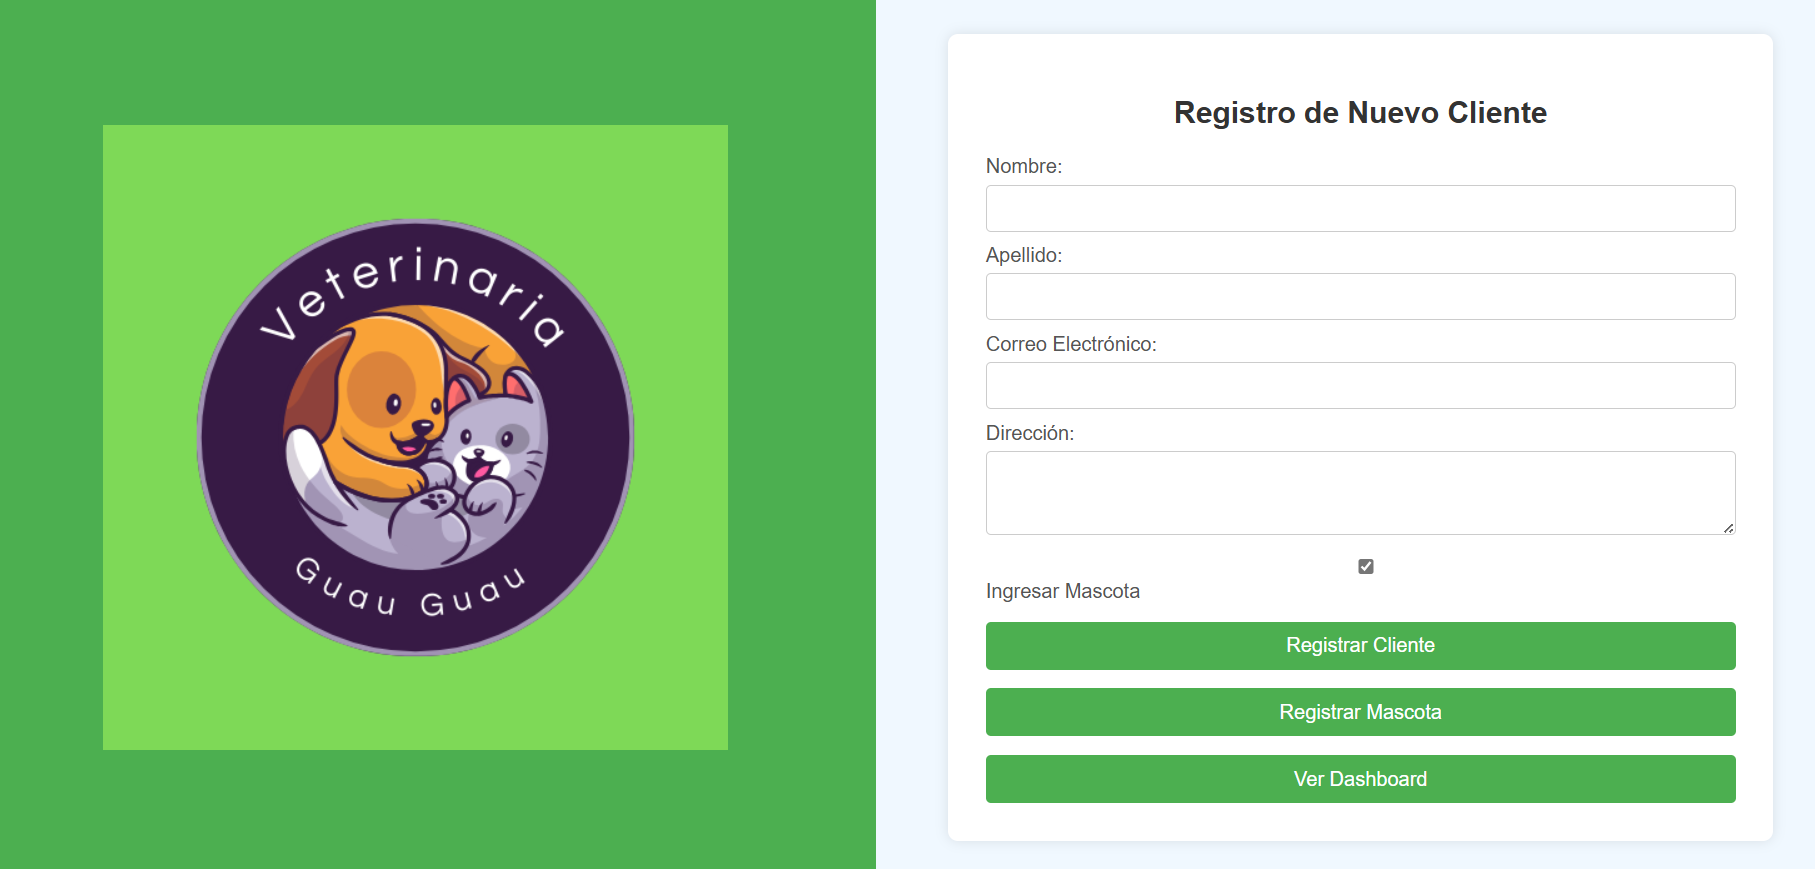 Veterinaria
Guau Guau
Registro de Nuevo Cliente
Nombre:
Apellido:
Correo Electrónico:
Dirección:
Ingresar Mascota
Registrar Cliente
Registrar Mascota
Ver Dashboard